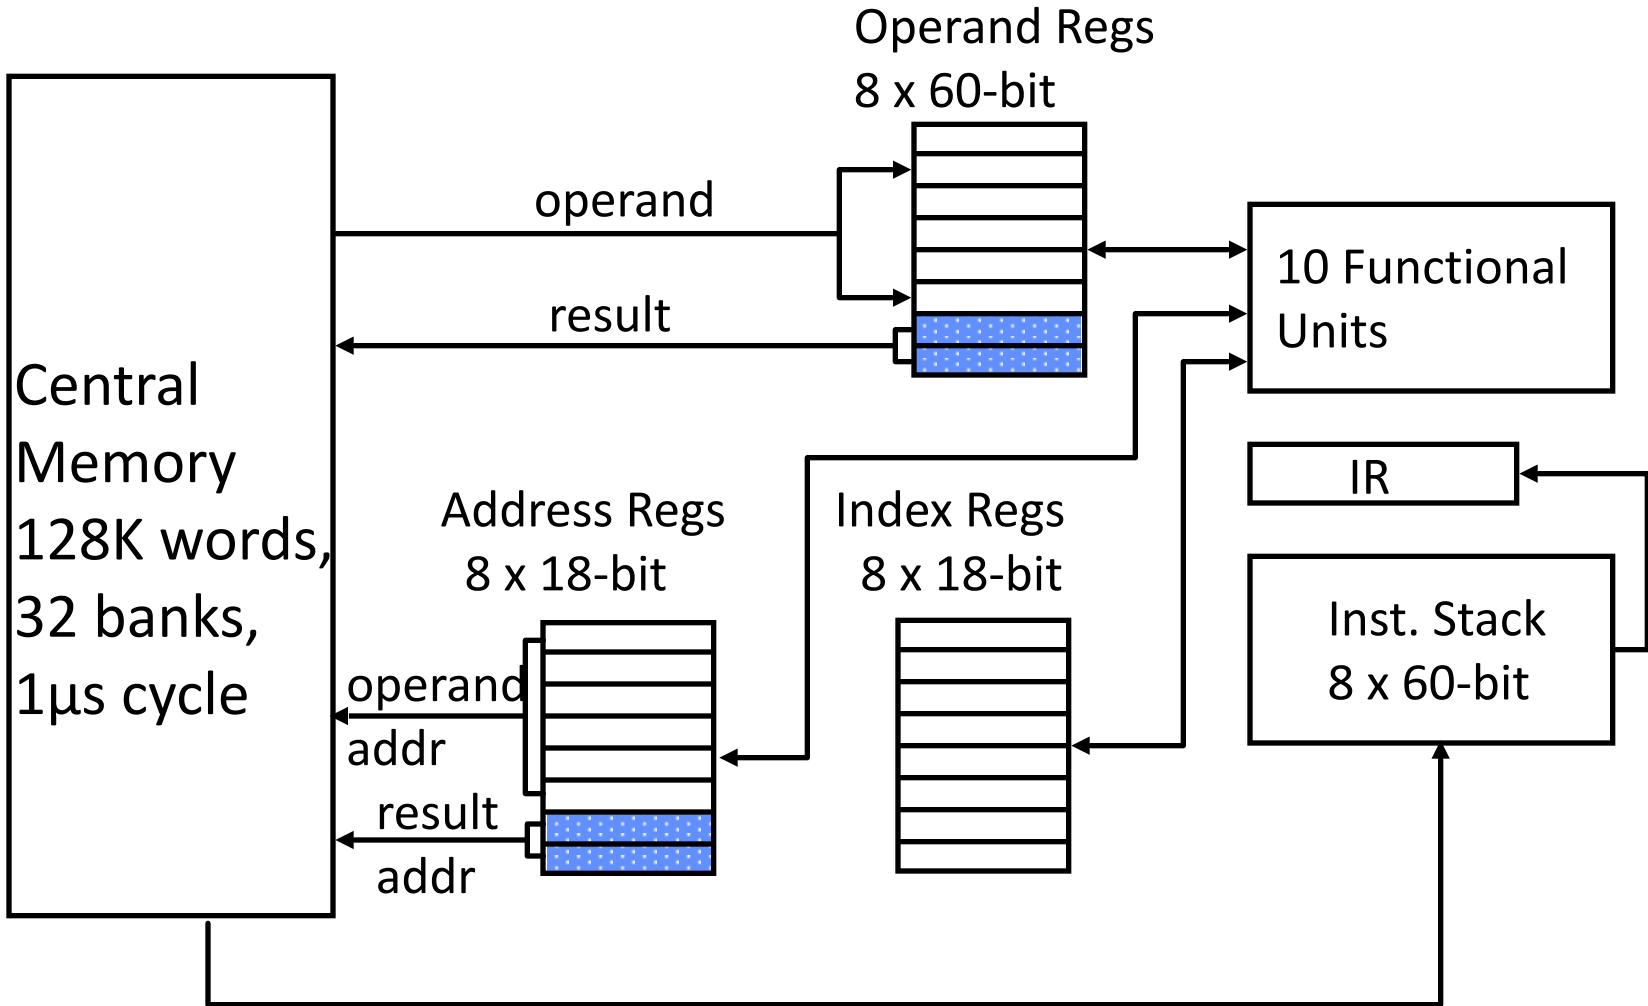 Operand Regs
8 x 60-bit
operand
result
10 Functional
Units
Central
Memory
128K words,
32 banks,
1µs cycle
IR
Address Regs
8 x 18-bit
Index Regs
8 x 18-bit
Inst. Stack
8 x 60-bit
operand
addr
result
addr